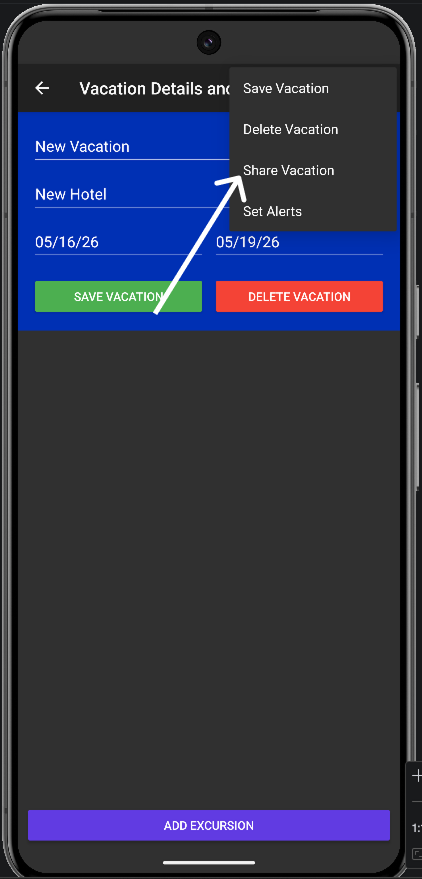 Vacation Details and
Save Vacation
Delete Vacation
Share Vacation
Set Alerts
New Vacation
New Hotel
05/16/26
05/19/26
SAVE VACATION
DELETE VACATION
ADD EXCURSION